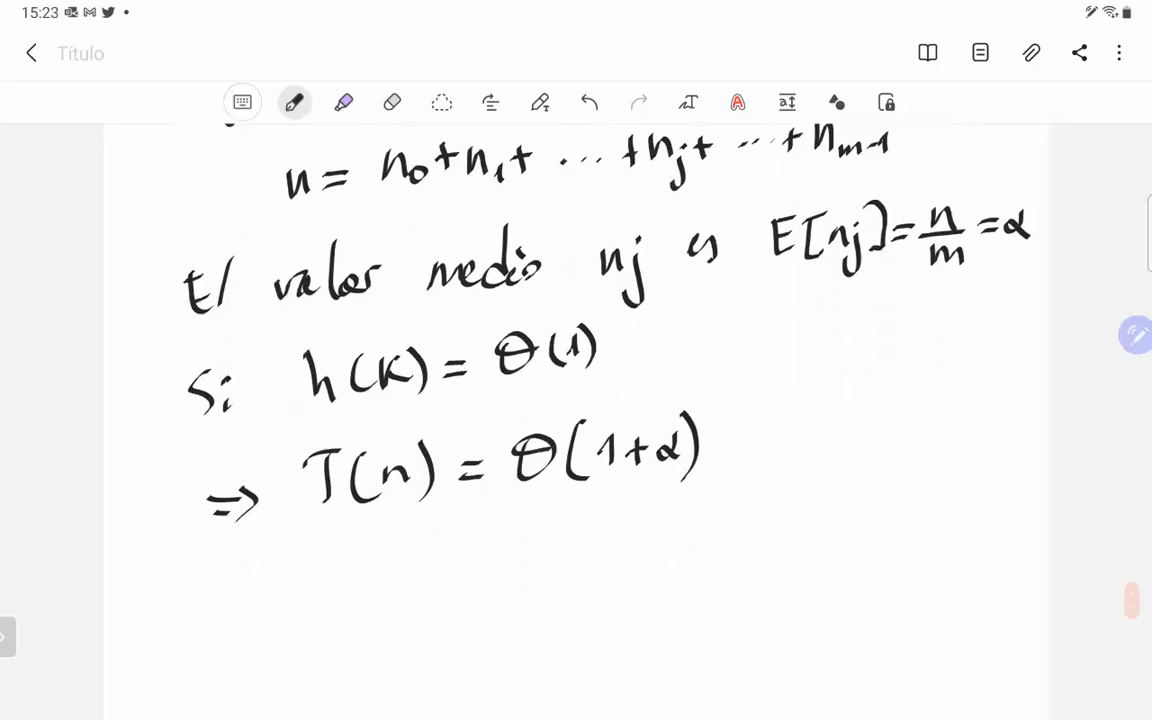 15:23
Título
n = n₀ + n₁ + ... + nⱼ + ... + nₘ₋₁
El valor medio nⱼ es E[nⱼ] = n/m = α
Si h(k) = Θ(1)
=> T(n) = Θ(1+α)